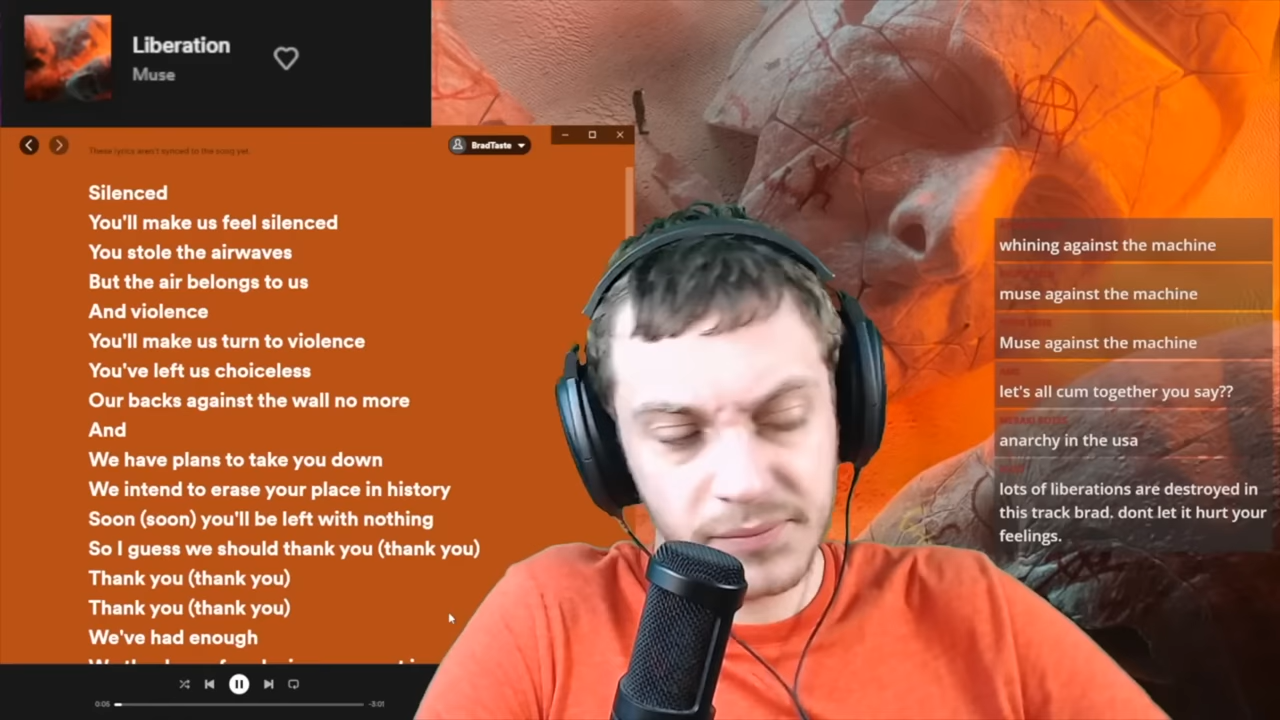 Liberation
Muse
These lyrics aren't synced to the song yet.
BradTaste
Silenced
You'll make us feel silenced
You stole the airwaves
But the air belongs to us
And violence
You'll make us turn to violence
You've left us choiceless
Our backs against the wall no more
And
We have plans to take you down
We intend to erase your place in history
Soon (soon) you'll be left with nothing
So I guess we should thank you (thank you)
Thank you (thank you)
Thank you (thank you)
We've had enough
0:05
-3:01
whining against the machine
muse against the machine
Muse against the machine
let's all cum together you say??
anarchy in the usa
lots of liberations are destroyed in
this track brad. dont let it hurt your
feelings.